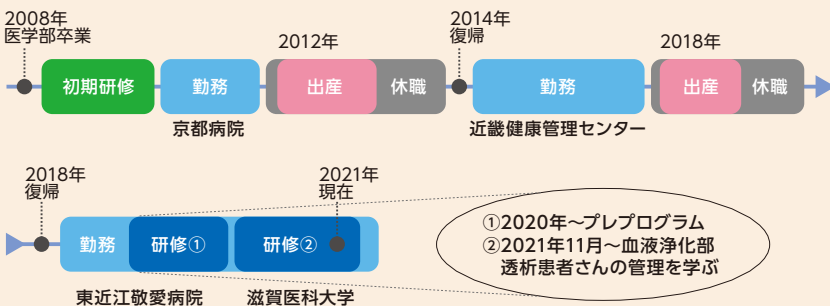 2008年
医学部卒業
2012年
2014年
復帰
2018年
初期研修
勤務
出産
休職
勤務
出産
休職
京都病院
近畿健康管理センター
2018年
復帰
2021年
現在
勤務
研修①
研修②
①2020年～プレプログラム
②2021年11月～血液浄化部
透析患者さんの管理を学ぶ
東近江敬愛病院
滋賀医科大学